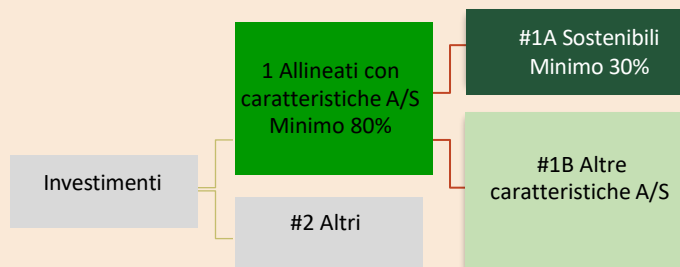 Investimenti
1 Allineati con
caratteristiche A/S
Minimo 80%
#2 Altri
#1A Sostenibili
Minimo 30%
#1B Altre
caratteristiche A/S